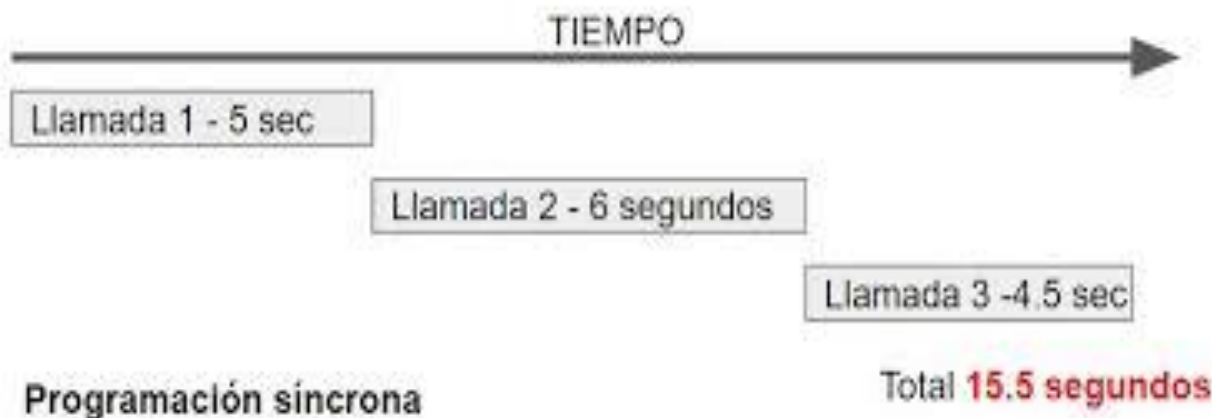 TIEMPO
Llamada 1 - 5 sec
Llamada 2 - 6 segundos
Llamada 3 -4.5 sec
Programación síncrona
Total 15.5 segundos